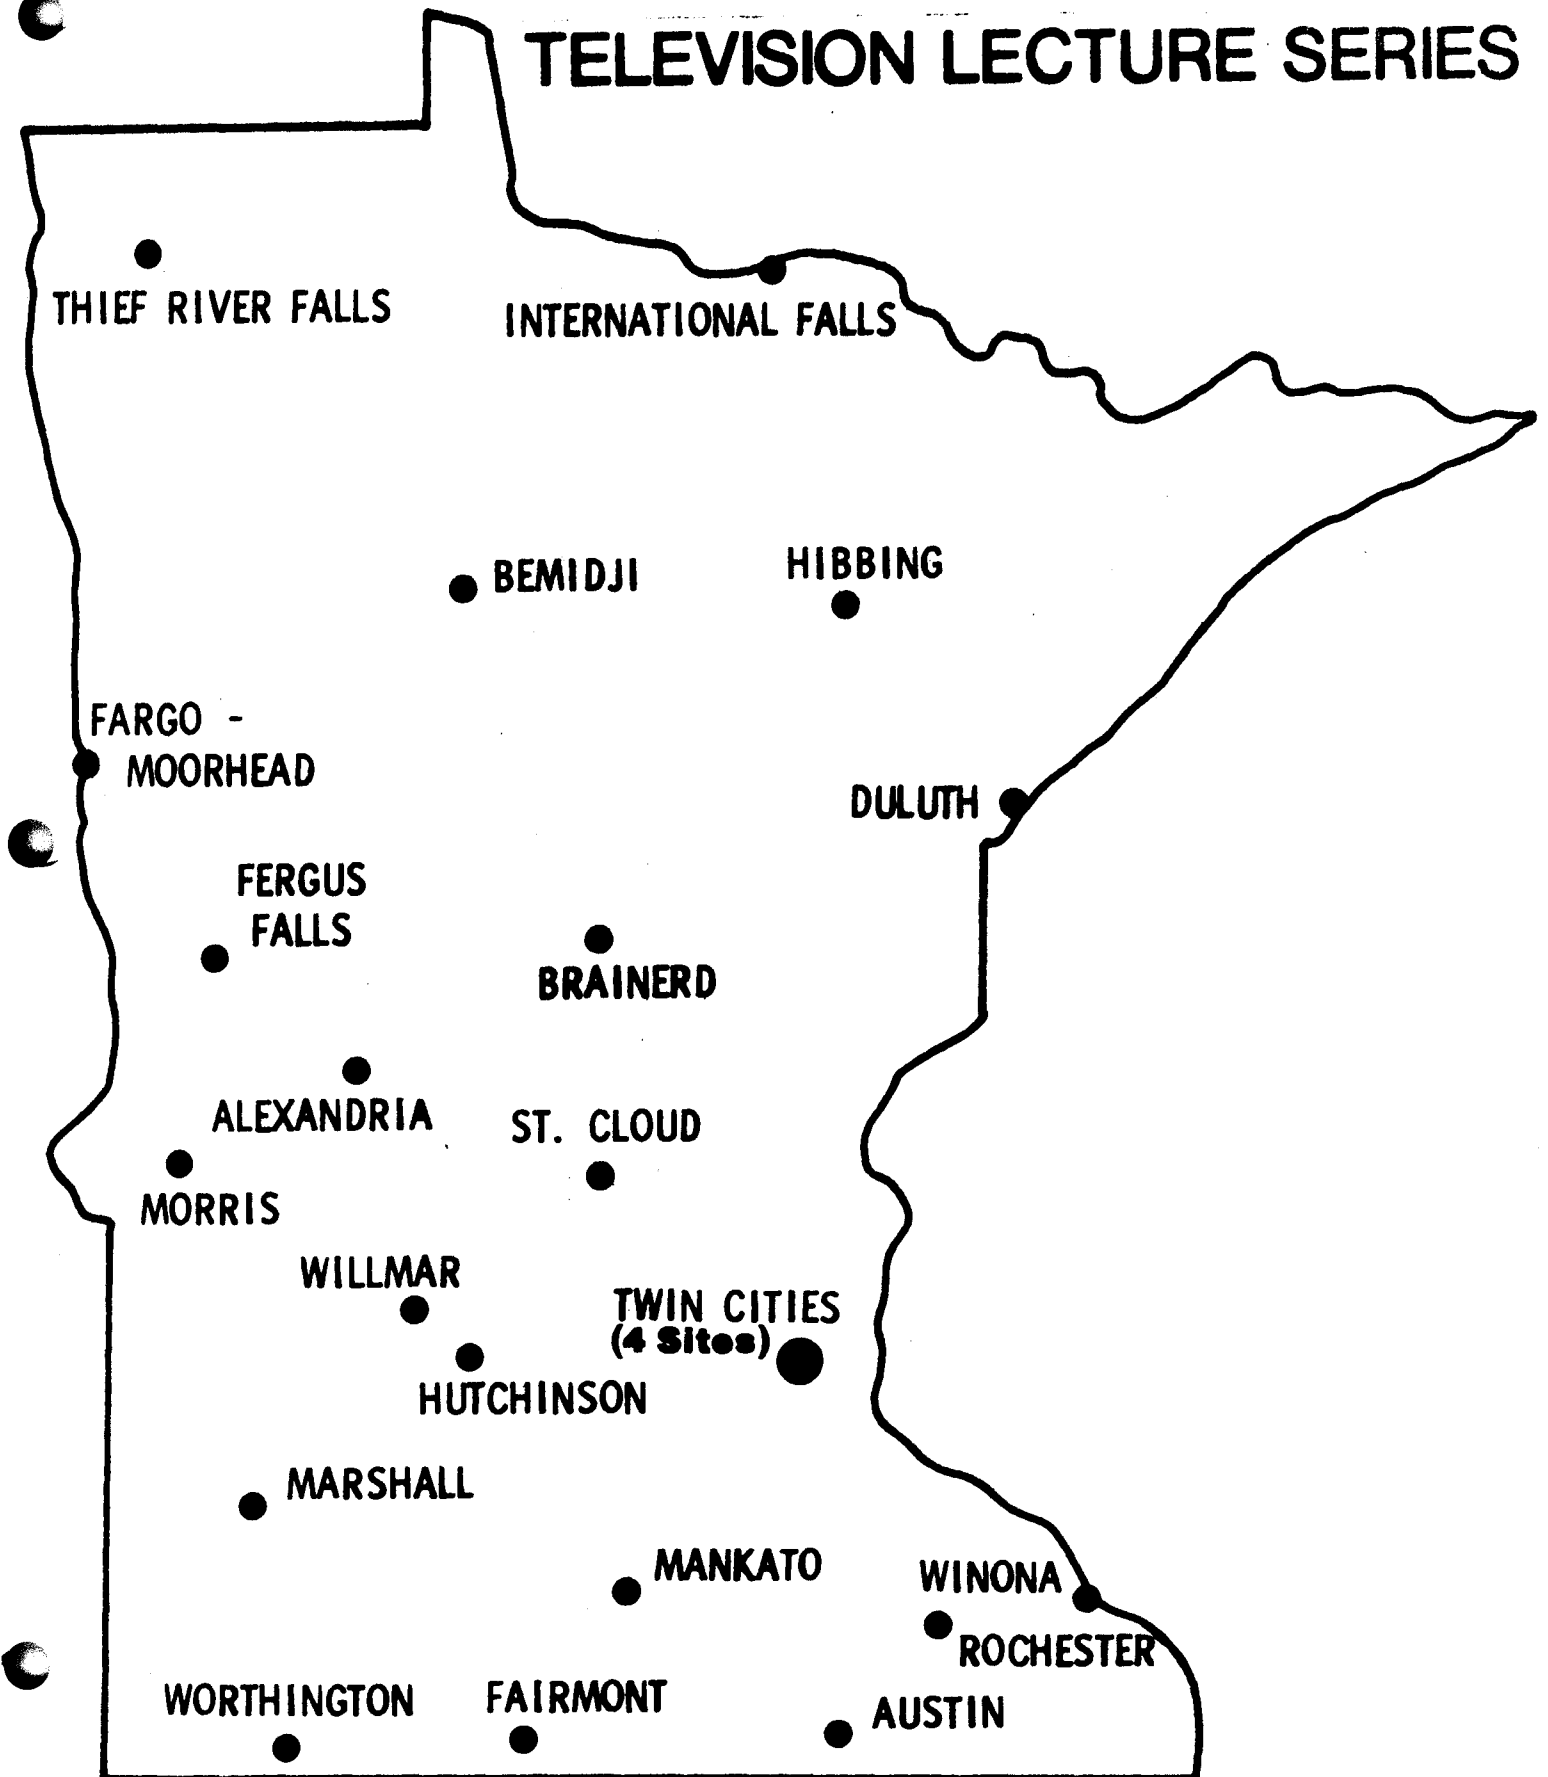 TELEVISION LECTURE SERIES
THIEF RIVER FALLS
INTERNATIONAL FALLS
BEMIDJI
HIBBING
FARGO -
MOORHEAD
DULUTH
FERGUS
FALLS
BRAINERD
ALEXANDRIA
ST. CLOUD
MORRIS
WILLMAR
TWIN CITIES
(4 Sites)
HUTCHINSON
MARSHALL
MANKATO
WINONA
ROCHESTER
WORTHINGTON
FAIRMONT
AUSTIN